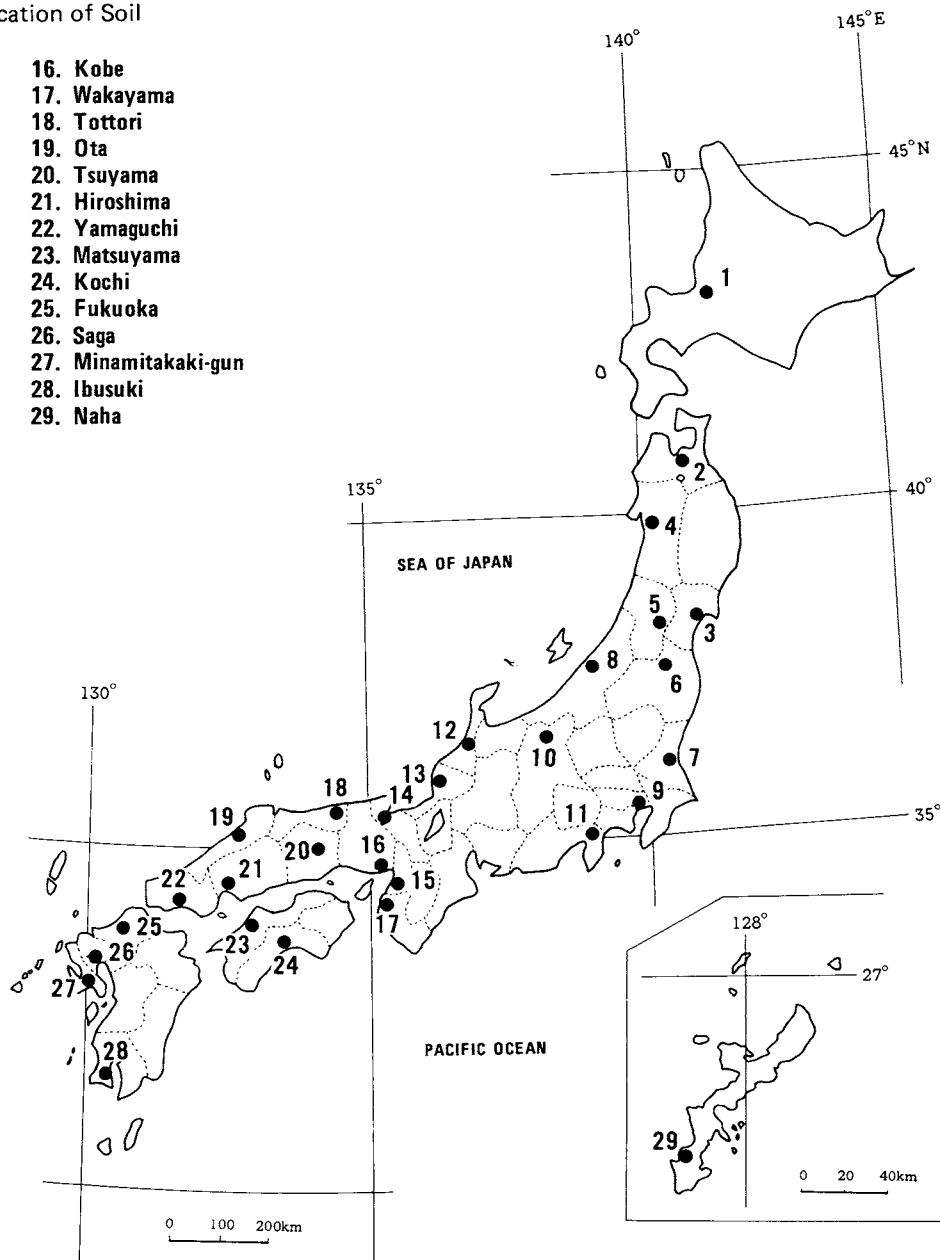 cation of Soil
16. Kobe
17. Wakayama
18. Tottori
19. Ota
20. Tsuyama
21. Hiroshima
22. Yamaguchi
23. Matsuyama
24. Kochi
25. Fukuoka
26. Saga
27. Minamitakaki-gun
28. Ibusuki
29. Naha
140°
145°E
45°N
1
2
135°
40°
4
SEA OF JAPAN
5
3
8
6
130°
12
10
7
13
18
14
9
19
11
35°
20
16
21
22
15
17
25
23
24
26
27
128°
27°
28
PACIFIC OCEAN
29
0 20 40km
0 100 200km